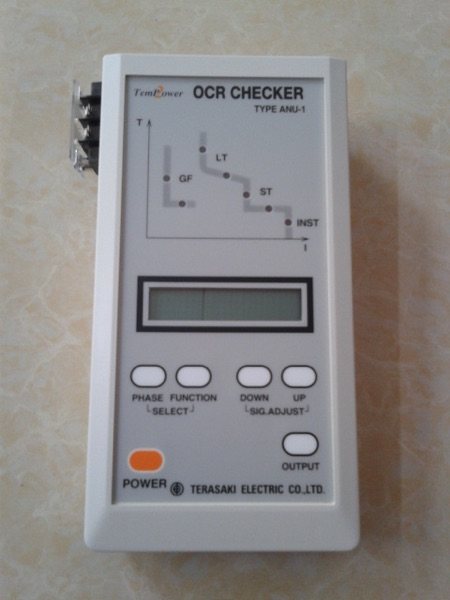 TemPower OCR CHECKER
TYPE ANU-1
T
LT
GF
ST
INST
I
PHASE FUNCTION DOWN UP
SELECT SIG.ADJUST
OUTPUT
POWER
TERASAKI ELECTRIC CO.,LTD.